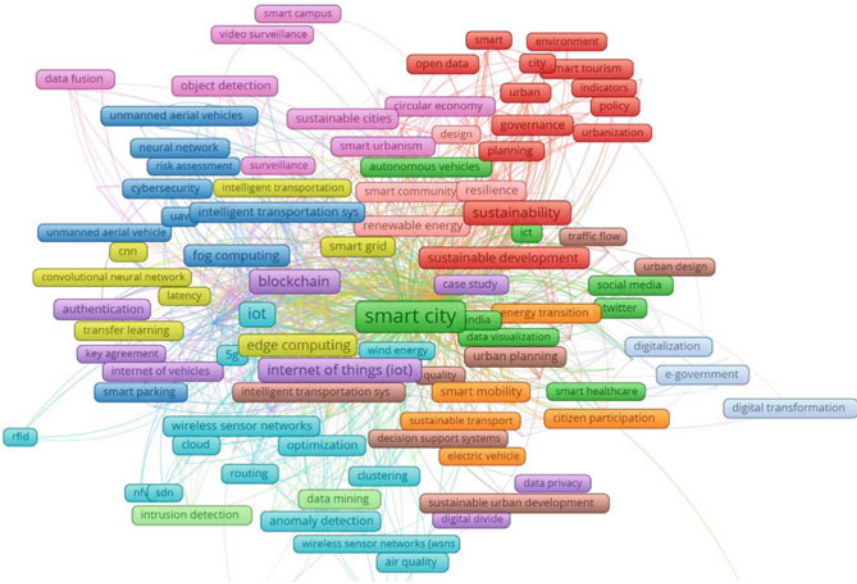 smart campus
video surveillance
smart
environment
open data
city
smart tourism
data fusion
object detection
urban
indicators
circular economy
policy
unmanned aerial vehicles
sustainable cities
governance
urbanization
design
neural network
smart urbanism
planning
risk assessment
surveillance
autonomous vehicles
cybersecurity
intelligent transportation
smart community
resilience
uav
intelligent transportation sys
sustainability
renewable energy
unmanned aerial vehicle
ict
traffic flow
smart grid
cnn
fog computing
sustainable development
urban design
convolutional neural network
blockchain
case study
social media
latency
authentication
iot
smart city
india
energy transition
twitter
transfer learning
data visualization
edge computing
digitalization
key agreement
5g
wind energy
urban planning
internet of vehicles
internet of things (iot)
quality
e-government
smart parking
intelligent transportation sys
smart mobility
smart healthcare
digital transformation
wireless sensor networks
sustainable transport
citizen participation
rfid
cloud
optimization
decision support systems
electric vehicle
routing
clustering
data privacy
sdn
data mining
sustainable urban development
intrusion detection
anomaly detection
digital divide
wireless sensor networks (wsns
air quality